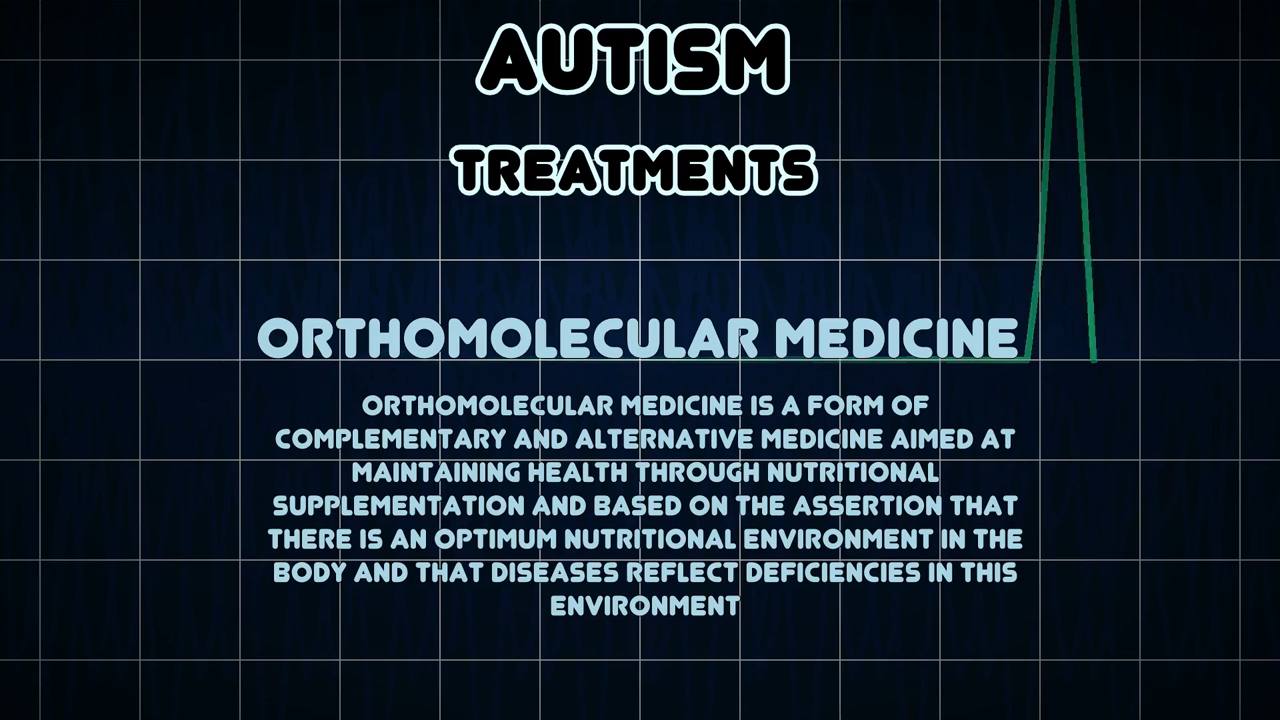 AUTISM
TREATMENTS
ORTHOMOLECULAR MEDICINE
ORTHOMOLECULAR MEDICINE IS A FORM OF
COMPLEMENTARY AND ALTERNATIVE MEDICINE AIMED AT
MAINTAINING HEALTH THROUGH NUTRITIONAL
SUPPLEMENTATION AND BASED ON THE ASSERTION THAT
THERE IS AN OPTIMUM NUTRITIONAL ENVIRONMENT IN THE
BODY AND THAT DISEASES REFLECT DEFICIENCIES IN THIS
ENVIRONMENT